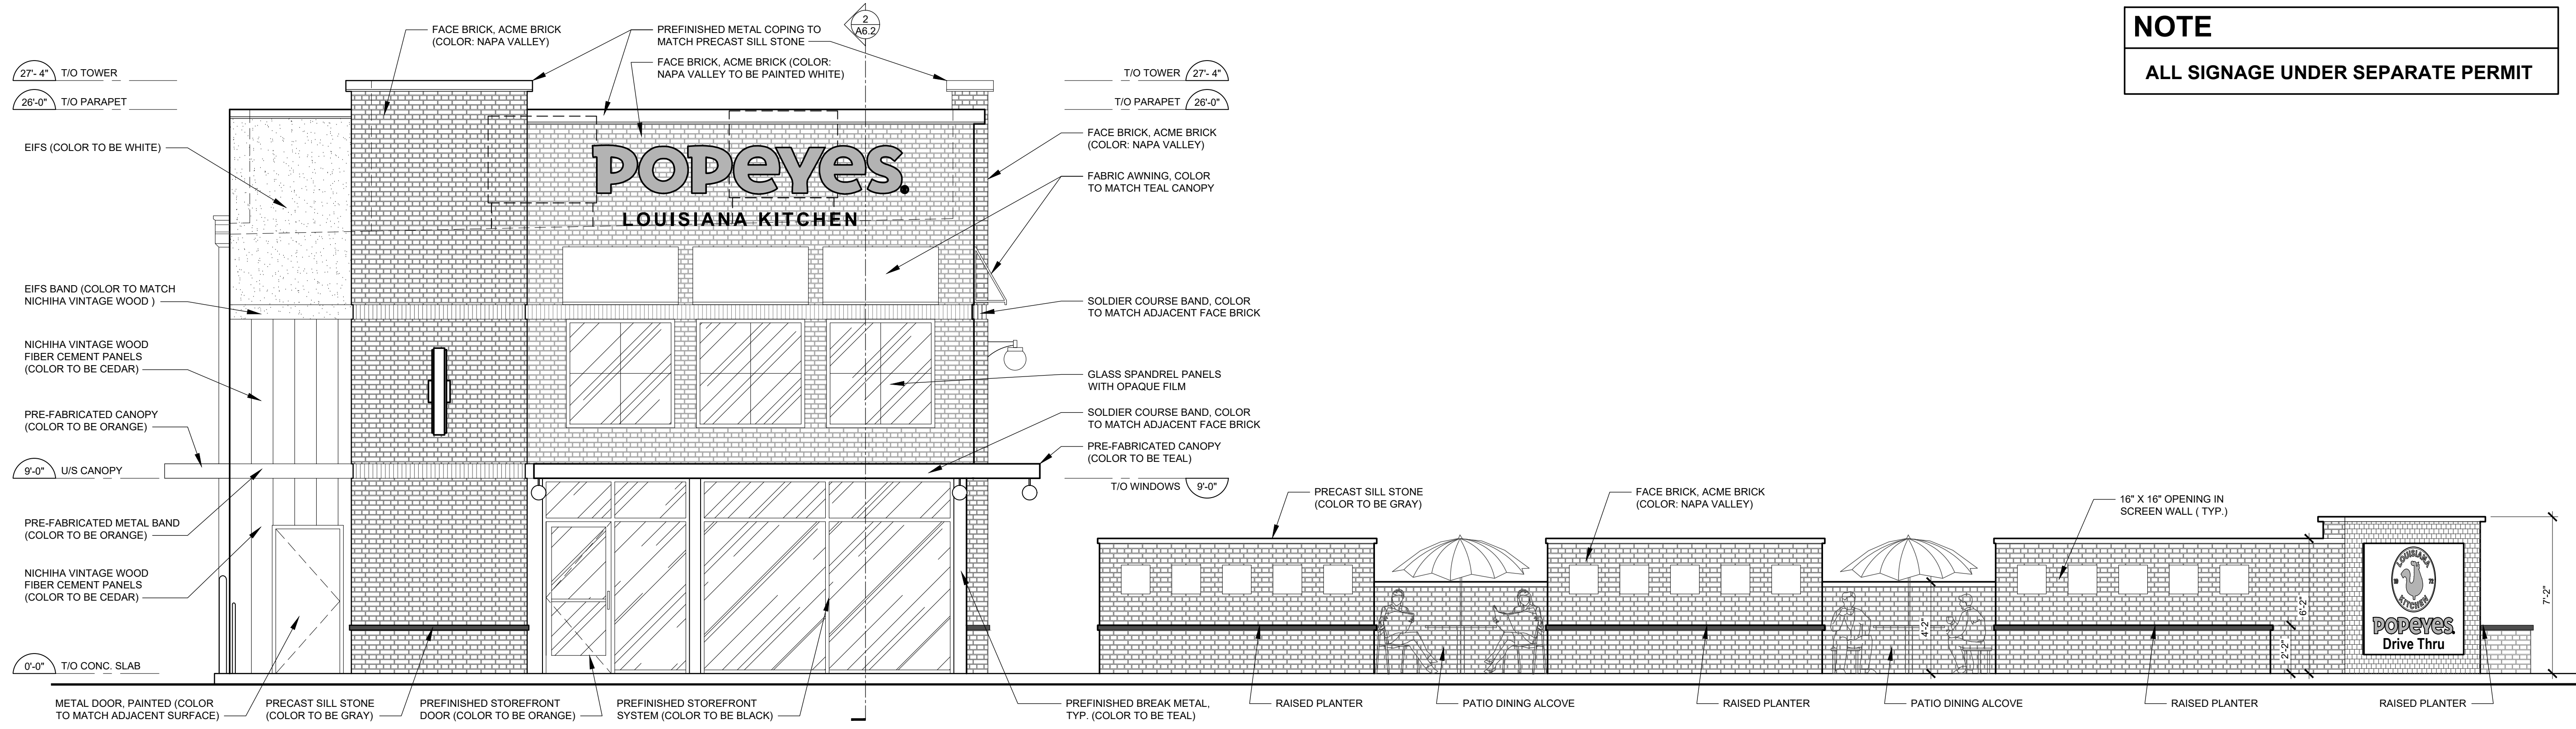 NOTE
ALL SIGNAGE UNDER SEPARATE PERMIT
2
A6.2
FACE BRICK, ACME BRICK
(COLOR: NAPA VALLEY)
PREFINISHED METAL COPING TO
MATCH PRECAST SILL STONE
FACE BRICK, ACME BRICK (COLOR:
NAPA VALLEY TO BE PAINTED WHITE)
27'- 4" T/O TOWER
26'-0" T/O PARAPET
EIFS (COLOR TO BE WHITE)
EIFS BAND (COLOR TO MATCH
NICHIHA VINTAGE WOOD )
NICHIHA VINTAGE WOOD
FIBER CEMENT PANELS
(COLOR TO BE CEDAR)
PRE-FABRICATED CANOPY
(COLOR TO BE ORANGE)
9'-0" U/S CANOPY
PRE-FABRICATED METAL BAND
(COLOR TO BE ORANGE)
NICHIHA VINTAGE WOOD
FIBER CEMENT PANELS
(COLOR TO BE CEDAR)
0'-0" T/O CONC. SLAB
POPEYES
LOUISIANA KITCHEN
T/O TOWER 27'- 4"
T/O PARAPET 26'-0"
FACE BRICK, ACME BRICK
(COLOR: NAPA VALLEY)
FABRIC AWNING, COLOR
TO MATCH TEAL CANOPY
SOLDIER COURSE BAND, COLOR
TO MATCH ADJACENT FACE BRICK
GLASS SPANDREL PANELS
WITH OPAQUE FILM
SOLDIER COURSE BAND, COLOR
TO MATCH ADJACENT FACE BRICK
PRE-FABRICATED CANOPY
(COLOR TO BE TEAL)
T/O WINDOWS 9'-0"
PRECAST SILL STONE
(COLOR TO BE GRAY)
FACE BRICK, ACME BRICK
(COLOR: NAPA VALLEY)
16" X 16" OPENING IN
SCREEN WALL ( TYP.)
4'-2"
2'-2"
6'-2"
7'-2"
LOUISIANA
19 72
KITCHEN
POPEYES
Drive Thru
METAL DOOR, PAINTED (COLOR
TO MATCH ADJACENT SURFACE)
PRECAST SILL STONE
(COLOR TO BE GRAY)
PREFINISHED STOREFRONT
DOOR (COLOR TO BE ORANGE)
PREFINISHED STOREFRONT
SYSTEM (COLOR TO BE BLACK)
PREFINISHED BREAK METAL,
TYP. (COLOR TO BE TEAL)
RAISED PLANTER
PATIO DINING ALCOVE
RAISED PLANTER
PATIO DINING ALCOVE
RAISED PLANTER
RAISED PLANTER